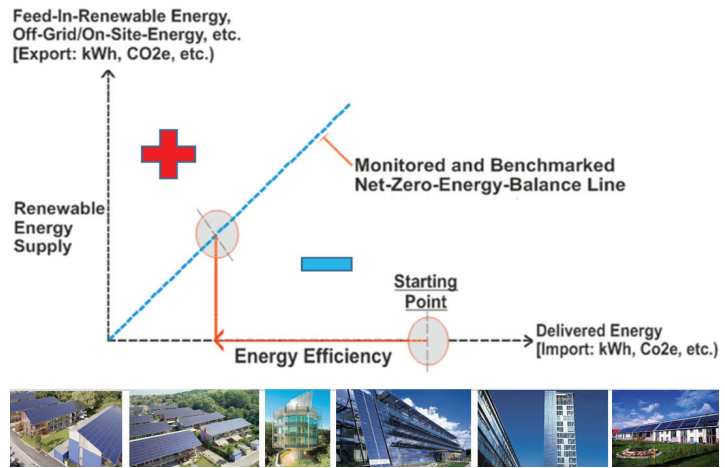 Feed-In-Renewable Energy,
Off-Grid/On-Site-Energy, etc.
[Export: kWh, CO2e, etc.)
Monitored and Benchmarked
Net-Zero-Energy-Balance Line
Renewable
Energy
Supply
Starting
Point
Delivered Energy
[Import: kWh, Co2e, etc.)
Energy Efficiency